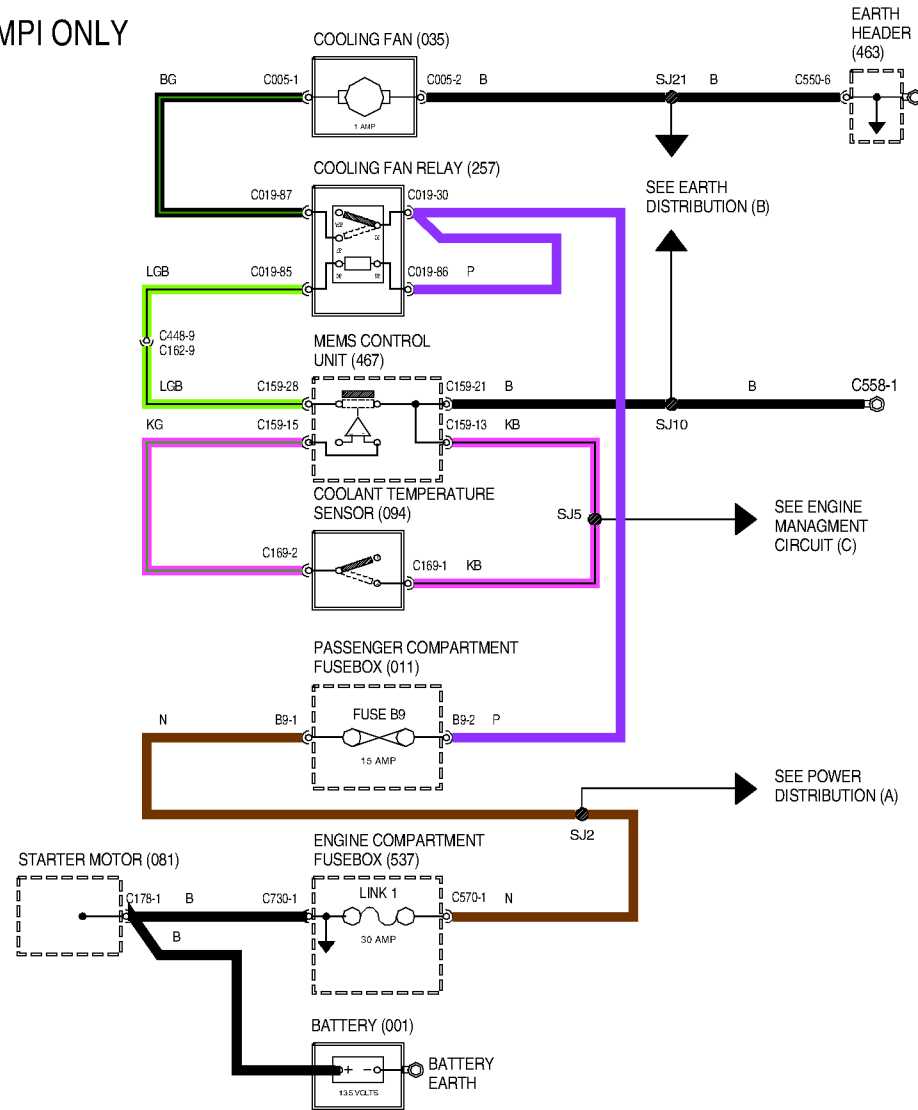 MPI ONLY
EARTH
HEADER
(463)
COOLING FAN (035)
BG
C005-1
C005-2
B
SJ21
B
C550-6
1 AMP
COOLING FAN RELAY (257)
C019-87
C019-30
SEE EARTH
DISTRIBUTION (B)
LGB
C019-85
C019-86
P
C448-9
C162-9
MEMS CONTROL
UNIT (467)
LGB
C159-28
C159-21
B
B
C558-1
KG
C159-15
C159-13
KB
SJ10
COOLANT TEMPERATURE
SENSOR (094)
SJ5
SEE ENGINE
MANAGMENT
CIRCUIT (C)
C169-2
C169-1
KB
PASSENGER COMPARTMENT
FUSEBOX (011)
N
B9-1
FUSE B9
B9-2
P
15 AMP
SEE POWER
DISTRIBUTION (A)
SJ2
ENGINE COMPARTMENT
FUSEBOX (537)
STARTER MOTOR (081)
C178-1
B
C730-1
LINK 1
C570-1
N
B
30 AMP
BATTERY (001)
+ −
BATTERY
EARTH
13.5 VOLTS